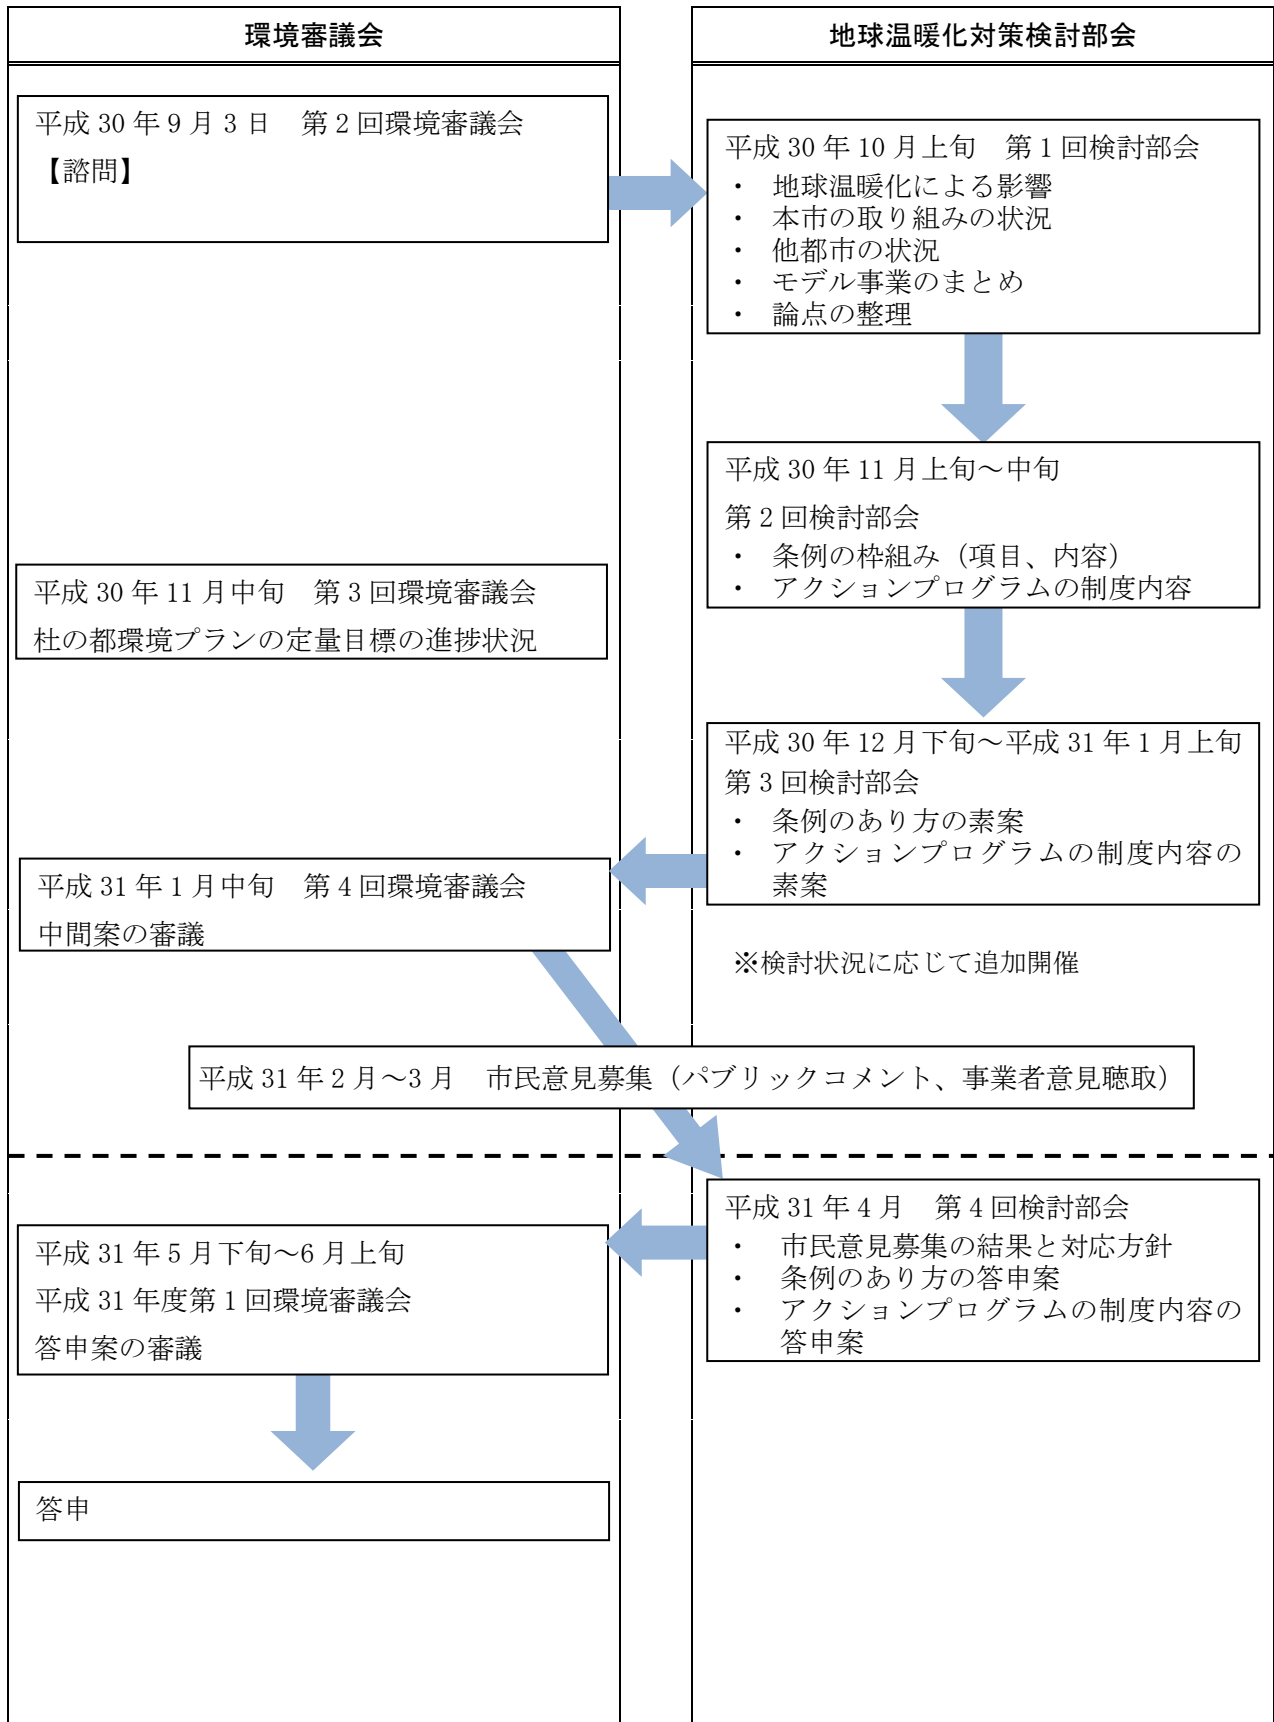 環境審議会
地球温暖化対策検討部会
平成 30 年 9 月 3 日　第 2 回環境審議会
【諮問】
平成 30 年 10 月上旬　第 1 回検討部会
・　地球温暖化による影響
・　本市の取り組みの状況
・　他都市の状況
・　モデル事業のまとめ
・　論点の整理
平成 30 年 11 月上旬～中旬
第 2 回検討部会
・　条例の枠組み（項目、内容）
・　アクションプログラムの制度内容
平成 30 年 11 月中旬　第 3 回環境審議会
杜の都環境プランの定量目標の進捗状況
平成 30 年 12 月下旬～平成 31 年 1 月上旬
第 3 回検討部会
・　条例のあり方の素案
・　アクションプログラムの制度内容の
素案
平成 31 年 1 月中旬　第 4 回環境審議会
中間案の審議
※検討状況に応じて追加開催
平成 31 年 2 月～3 月　市民意見募集（パブリックコメント、事業者意見聴取）
平成 31 年 4 月　第 4 回検討部会
・　市民意見募集の結果と対応方針
・　条例のあり方の答申案
・　アクションプログラムの制度内容の
答申案
平成 31 年 5 月下旬～6 月上旬
平成 31 年度第 1 回環境審議会
答申案の審議
答申